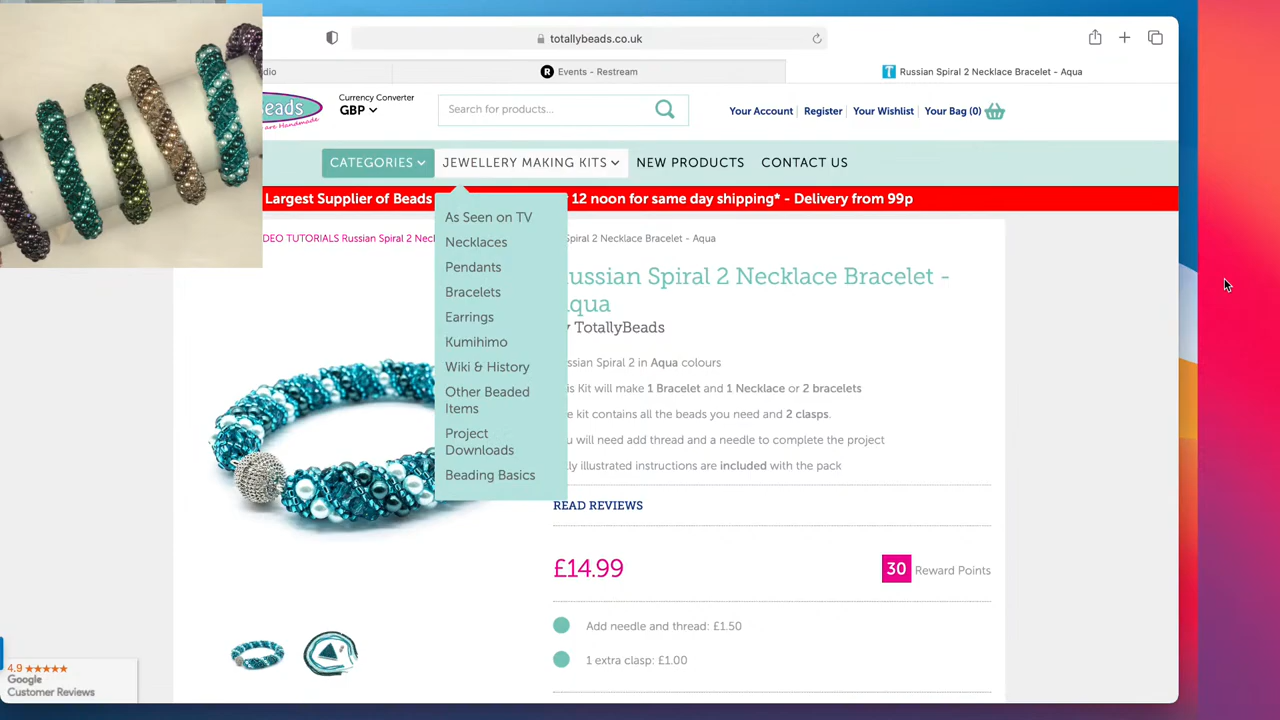 totallybeads.co.uk
dio
Events - Restream
Russian Spiral 2 Necklace Bracelet - Aqua
eads
are Handmade
Currency Converter
GBP
Search for products...
Your Account Register Your Wishlist Your Bag (0)
CATEGORIES JEWELLERY MAKING KITS NEW PRODUCTS CONTACT US
Largest Supplier of Beads
12 noon for same day shipping* - Delivery from 99p
DEO TUTORIALS Russian Spiral 2 Neck
Spiral 2 Necklace Bracelet - Aqua
As Seen on TV
Necklaces
Pendants
Bracelets
Earrings
Kumihimo
Wiki & History
Other Beaded
Items
Project
Downloads
Beading Basics
ussian Spiral 2 Necklace Bracelet -
qua
y TotallyBeads
ssian Spiral 2 in Aqua colours
is Kit will make 1 Bracelet and 1 Necklace or 2 bracelets
e kit contains all the beads you need and 2 clasps.
u will need add thread and a needle to complete the project
lly illustrated instructions are included with the pack
READ REVIEWS
£14.99
30 Reward Points
Add needle and thread: £1.50
1 extra clasp: £1.00
4.9 ★★★★★
Google
Customer Reviews